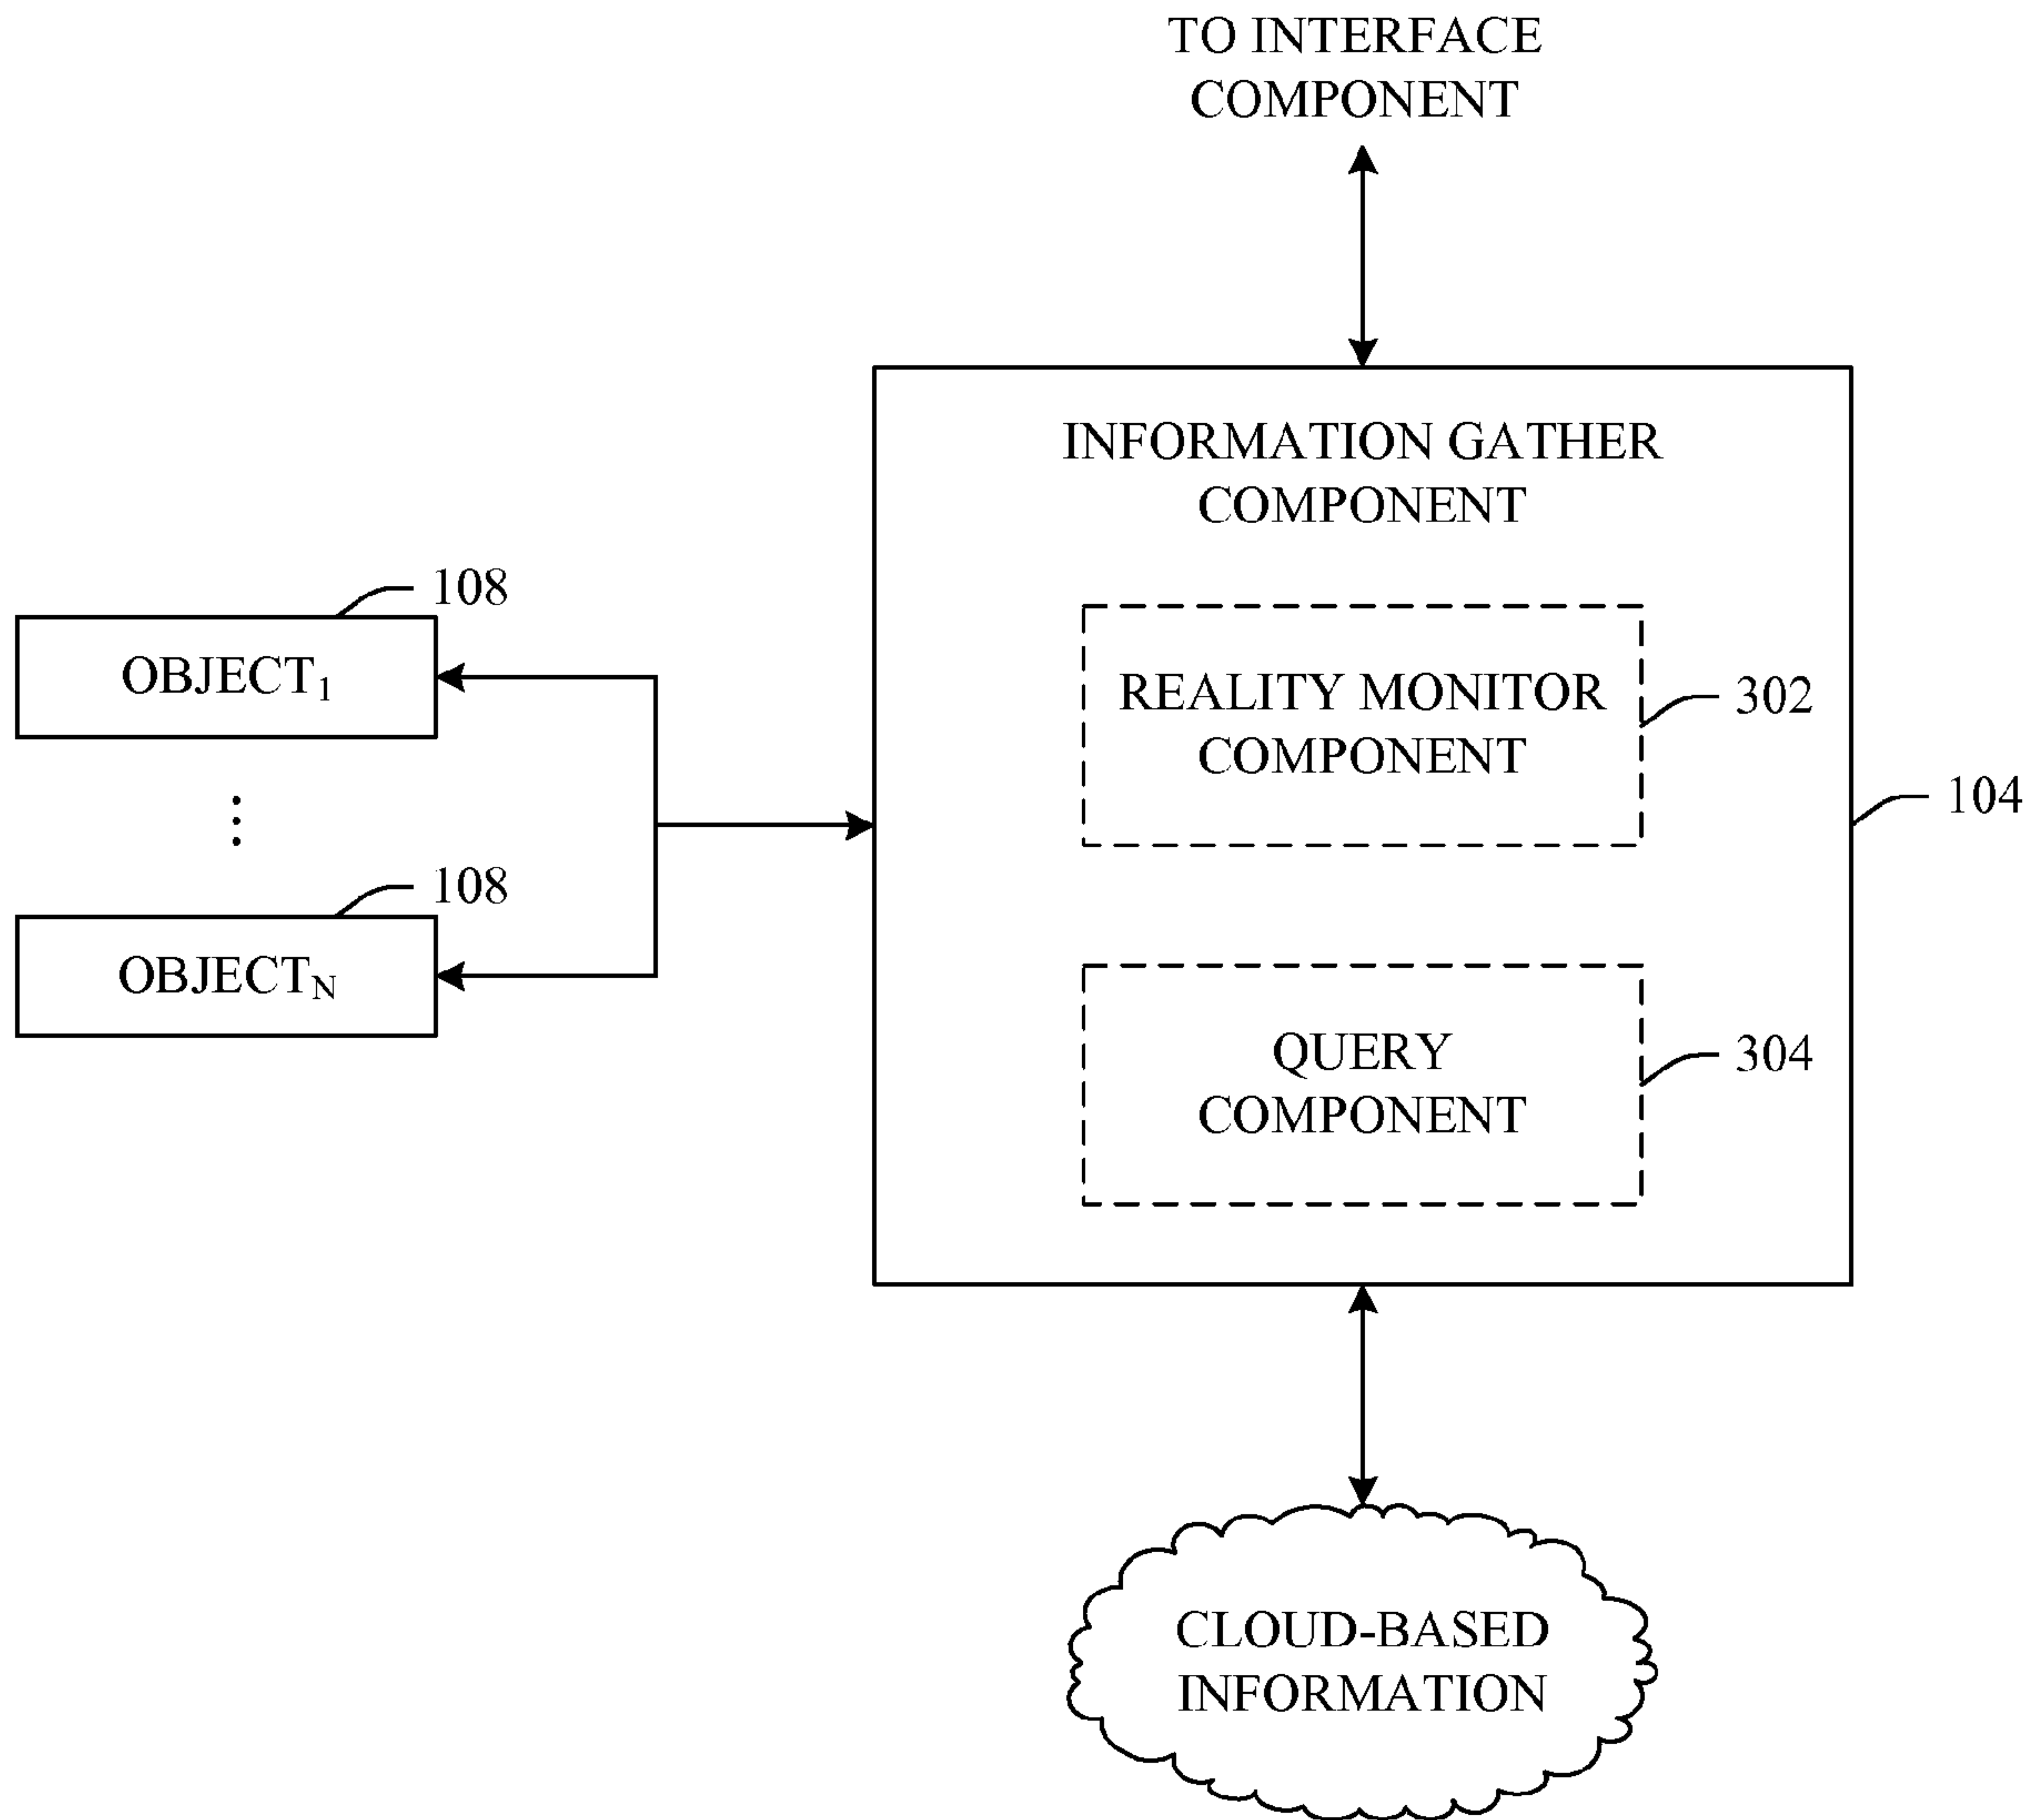 TO INTERFACE
COMPONENT
INFORMATION GATHER
COMPONENT
108
OBJECT₁
REALITY MONITOR
COMPONENT
302
104
108
OBJECT_N
QUERY
COMPONENT
304
CLOUD-BASED
INFORMATION